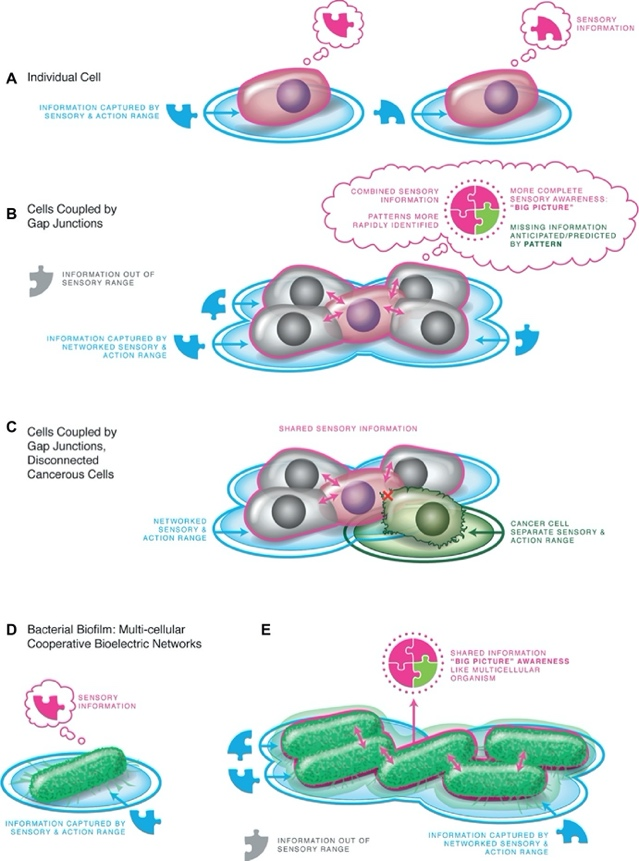 SENSORY
INFORMATION
A Individual Cell
INFORMATION CAPTURED BY
SENSORY & ACTION RANGE
COMBINED SENSORY
INFORMATION
PATTERNS MORE
RAPIDLY IDENTIFIED
MORE COMPLETE
SENSORY AWARENESS:
"BIG PICTURE"
MISSING INFORMATION
ANTICIPATED/PREDICTED
BY PATTERN
B Cells Coupled by
Gap Junctions
INFORMATION OUT OF
SENSORY RANGE
INFORMATION CAPTURED BY
NETWORKED SENSORY &
ACTION RANGE
C Cells Coupled by
Gap Junctions,
Disconnected
Cancerous Cells
SHARED SENSORY INFORMATION
NETWORKED
SENSORY &
ACTION RANGE
CANCER CELL
SEPARATE SENSORY &
ACTION RANGE
D Bacterial Biofilm: Multi-cellular
Cooperative Bioelectric Networks
SENSORY
INFORMATION
INFORMATION CAPTURED BY
SENSORY & ACTION RANGE
E
SHARED INFORMATION
"BIG PICTURE" AWARENESS
LIKE MULTICELLULAR
ORGANISM
INFORMATION OUT OF
SENSORY RANGE
INFORMATION CAPTURED BY
NETWORKED SENSORY &
ACTION RANGE